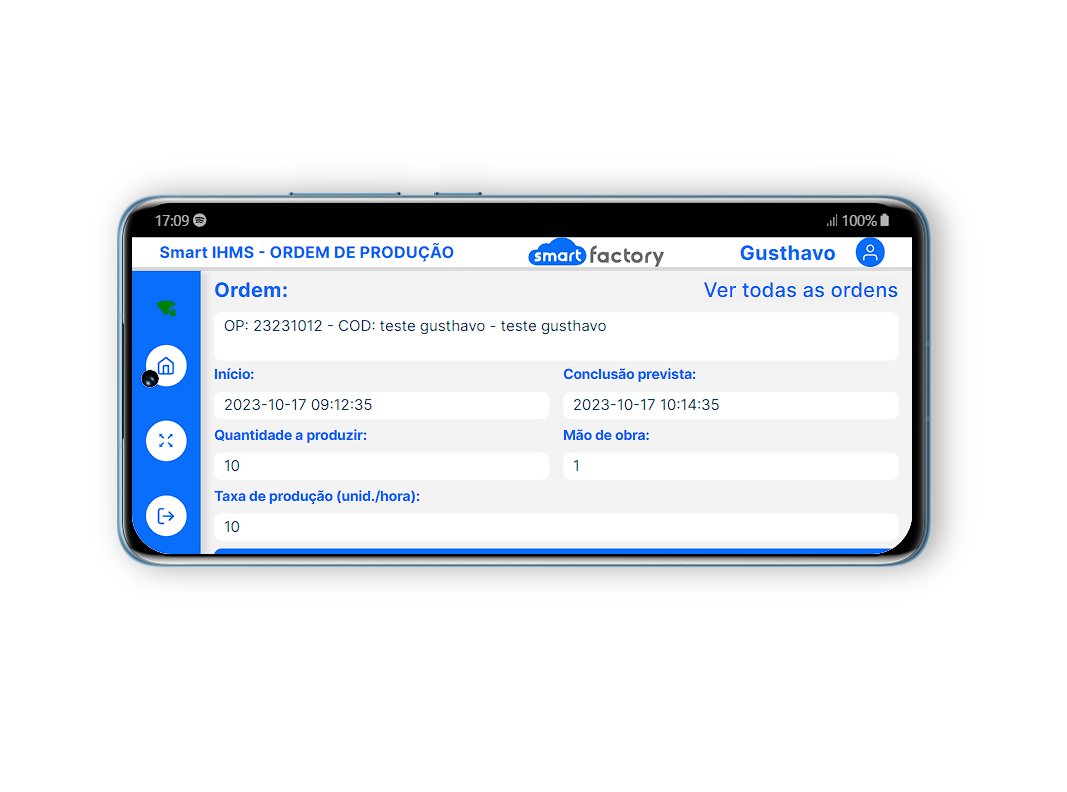 17:09
100%
Smart IHMS - ORDEM DE PRODUÇÃO
smart factory
Gusthavo
Ordem:
Ver todas as ordens
OP: 23231012 - COD: teste gusthavo - teste gusthavo
Início:
Conclusão prevista:
2023-10-17 09:12:35
2023-10-17 10:14:35
Quantidade a produzir:
Mão de obra:
10
1
Taxa de produção (unid./hora):
10